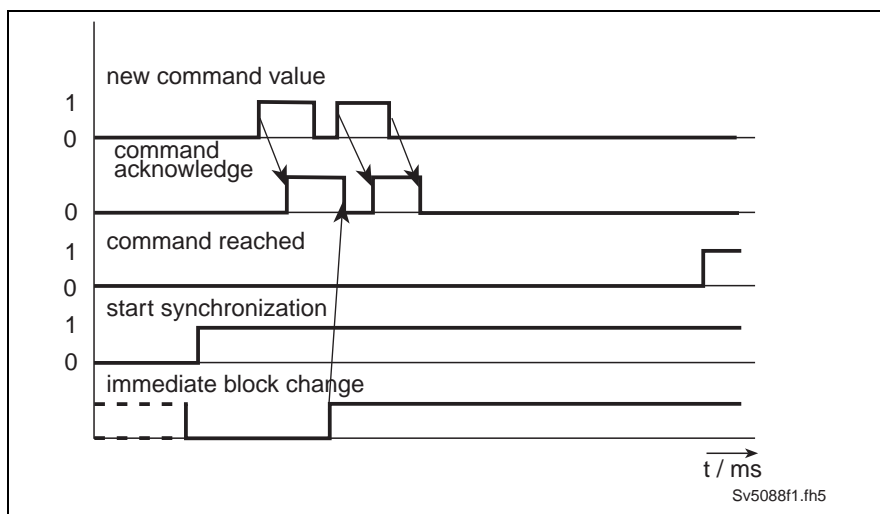 new command value
1
0
command
acknowledge
0
command reached
1
0
start synchronization
1
0
immediate block change
t / ms
Sv5088f1.fh5